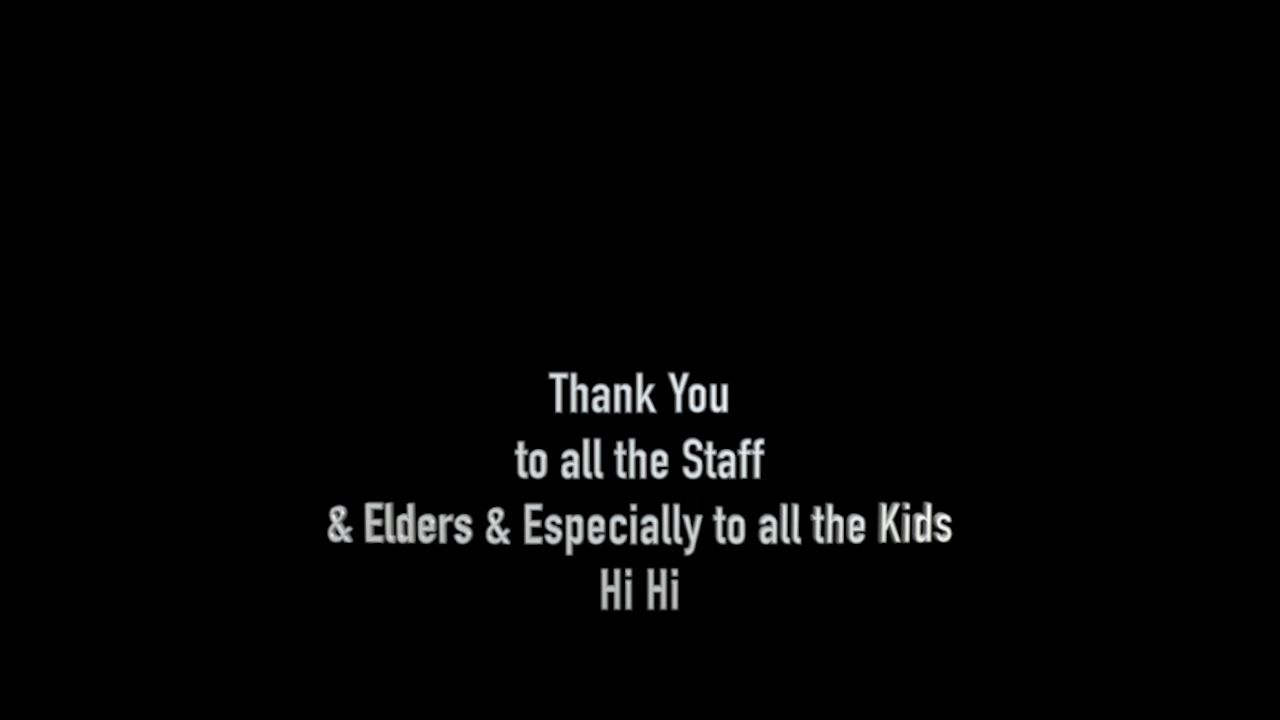 Thank You
to all the Staff
& Elders & Especially to all the Kids
Hi Hi